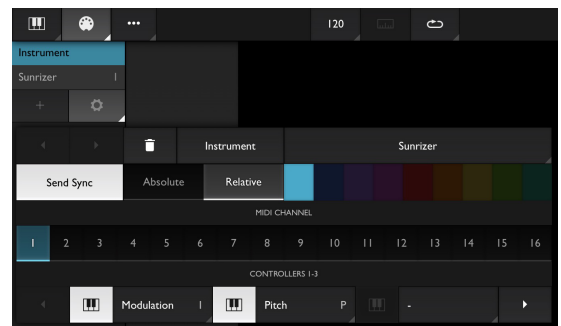 120
Instrument
Sunrizer 1
+
Instrument Sunrizer
Send Sync Absolute Relative
MIDI CHANNEL
1 2 3 4 5 6 7 8 9 10 11 12 13 14 15 16
CONTROLLERS 1-3
Modulation 1 Pitch P -